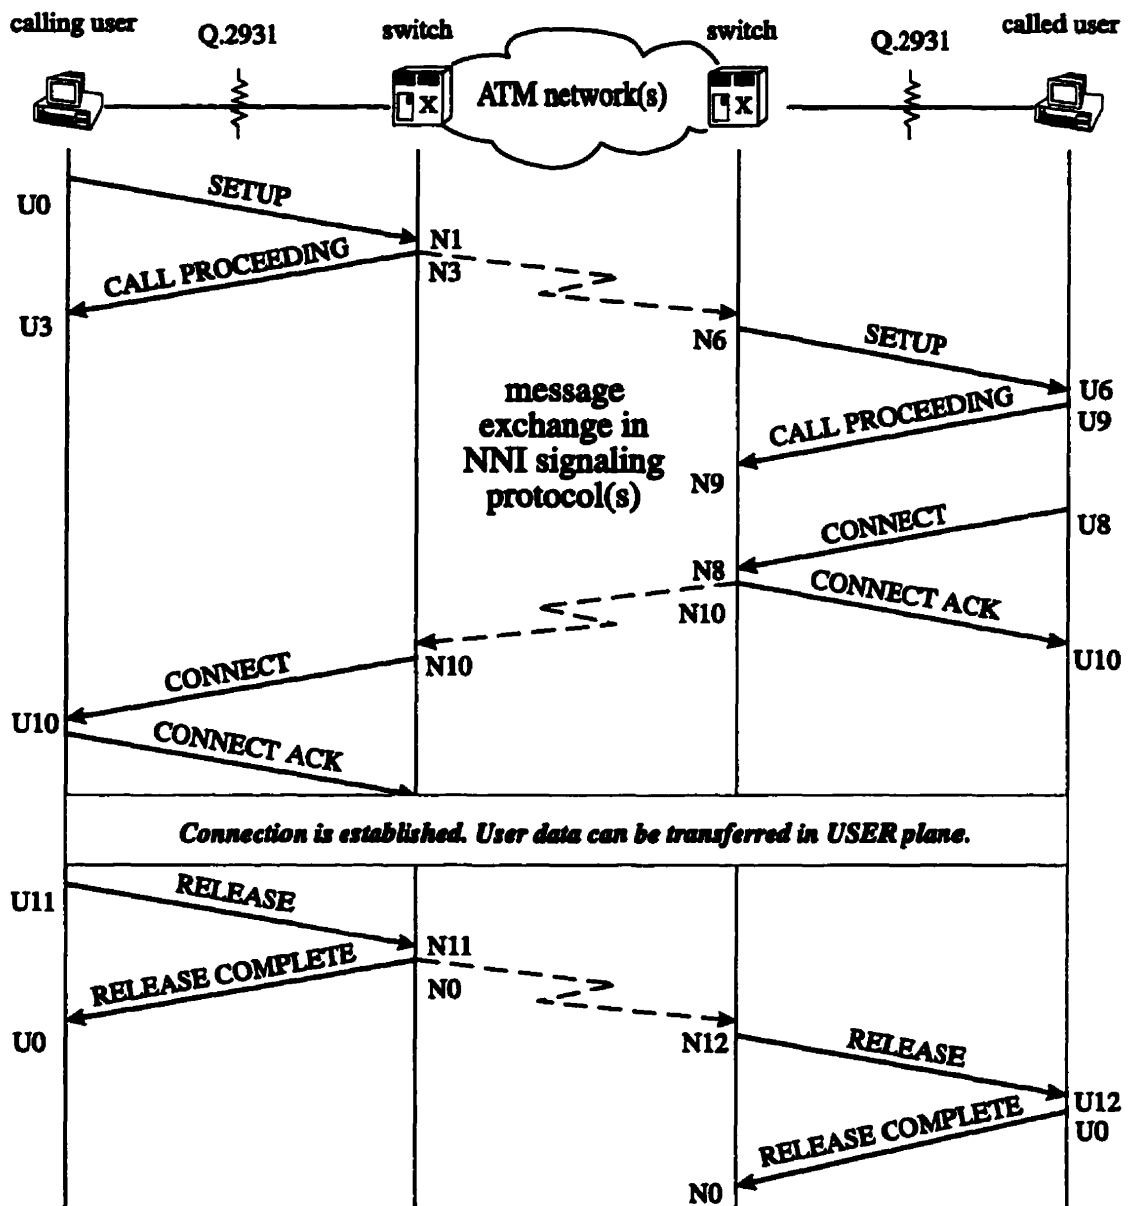 calling user
Q.2931
switch
switch
Q.2931
called user
ATM network(s)
X
X
SETUP
U0
N1
CALL PROCEEDING
N3
U3
N6
SETUP
message
exchange in
NNI signaling
protocol(s)
U6
CALL PROCEEDING
U9
N9
CONNECT
U8
N8
CONNECT ACK
N10
U10
N10
CONNECT
U10
CONNECT ACK
Connection is established. User data can be transferred in USER plane.
RELEASE
U11
N11
RELEASE COMPLETE
N0
U0
N12
RELEASE
U12
RELEASE COMPLETE
U0
N0